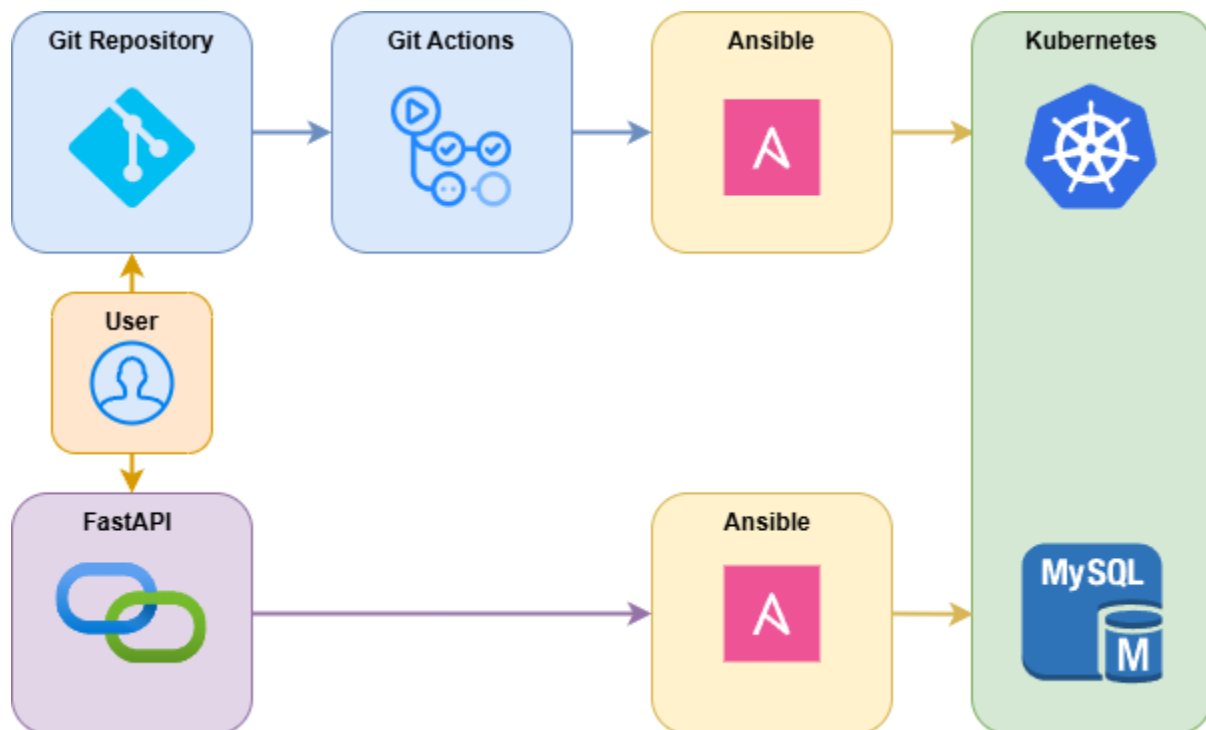 Git Repository
Git Actions
Ansible
Kubernetes
User
FastAPI
Ansible
MySQL
M